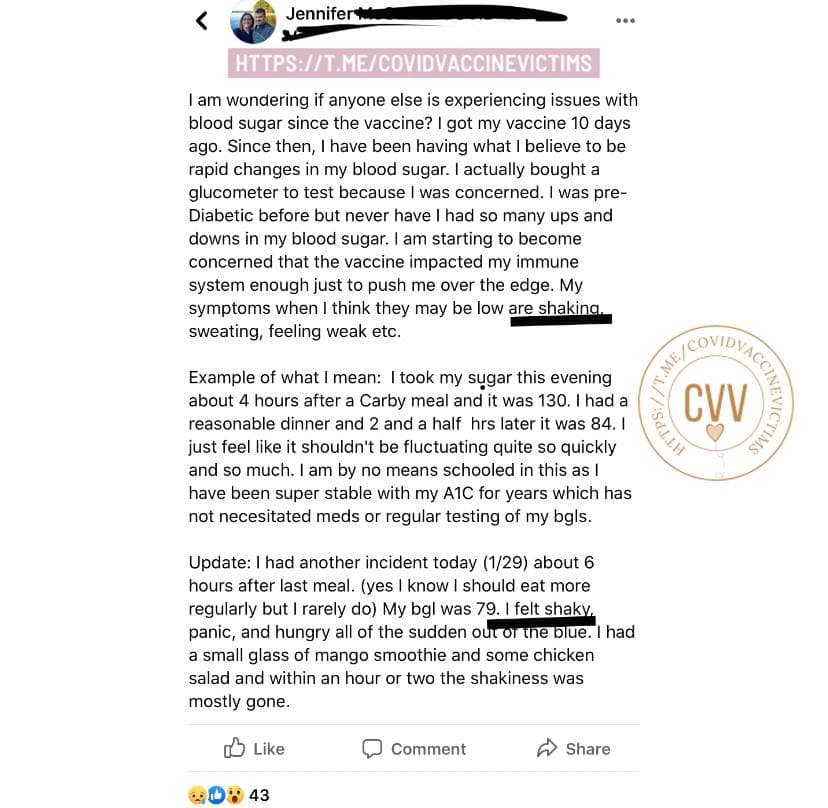 Jennifer
HTTPS://T.ME/COVIDVACCINEVICTIMS
I am wondering if anyone else is experiencing issues with
blood sugar since the vaccine? I got my vaccine 10 days
ago. Since then, I have been having what I believe to be
rapid changes in my blood sugar. I actually bought a
glucometer to test because I was concerned. I was pre-
Diabetic before but never have I had so many ups and
downs in my blood sugar. I am starting to become
concerned that the vaccine impacted my immune
system enough just to push me over the edge. My
symptoms when I think they may be low are shaking,
sweating, feeling weak etc.
Example of what I mean:  I took my sugar this evening
about 4 hours after a Carby meal and it was 130. I had a
reasonable dinner and 2 and a half  hrs later it was 84. I
just feel like it shouldn't be fluctuating quite so quickly
and so much. I am by no means schooled in this as I
have been super stable with my A1C for years which has
not necesitated meds or regular testing of my bgls.
Update: I had another incident today (1/29) about 6
hours after last meal. (yes I know I should eat more
regularly but I rarely do) My bgl was 79. I felt shaky,
panic, and hungry all of the sudden out of the blue. I had
a small glass of mango smoothie and some chicken
salad and within an hour or two the shakiness was
mostly gone.
Like Comment Share
43
HTTPS://T.ME/COVIDVACCINEVICTIMS
CVV